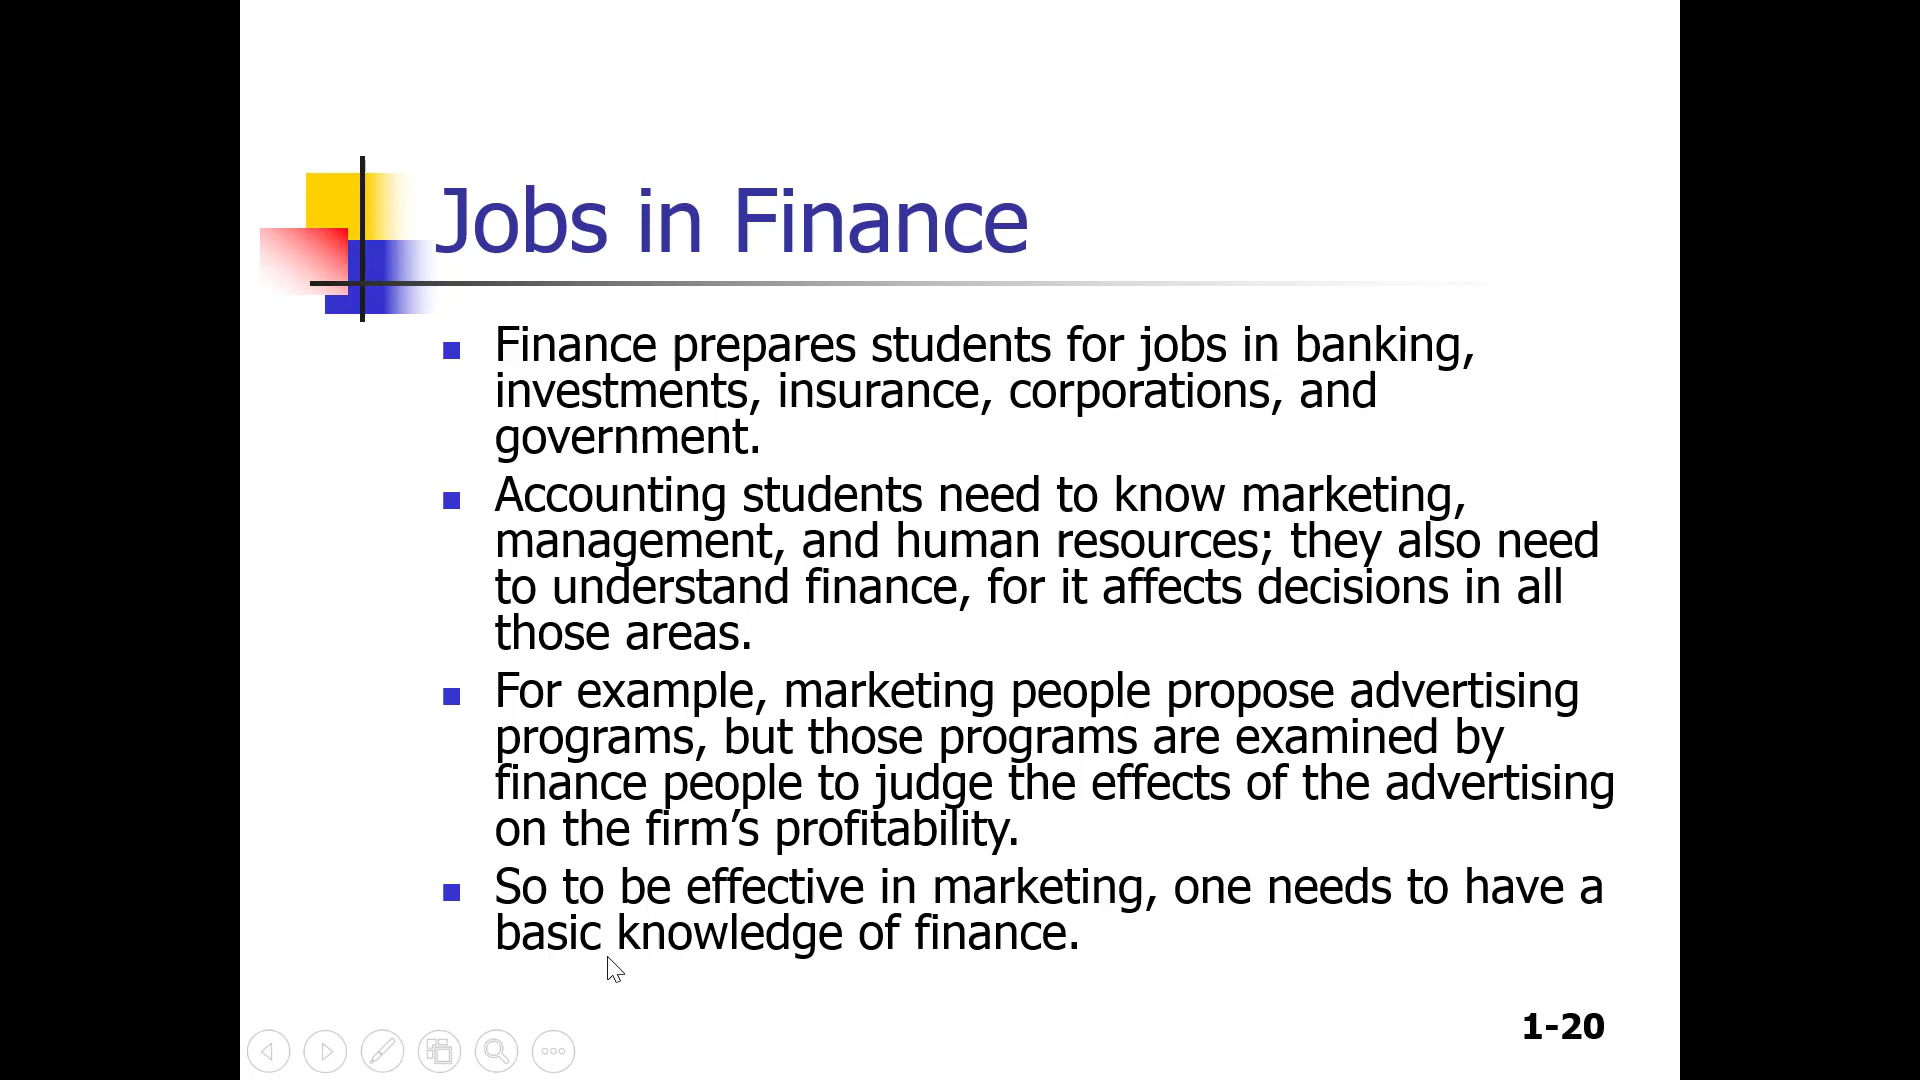 Jobs in Finance
Finance prepares students for jobs in banking,
investments, insurance, corporations, and
government.
Accounting students need to know marketing,
management, and human resources; they also need
to understand finance, for it affects decisions in all
those areas.
For example, marketing people propose advertising
programs, but those programs are examined by
finance people to judge the effects of the advertising
on the firm’s profitability.
So to be effective in marketing, one needs to have a
basic knowledge of finance.
1-20